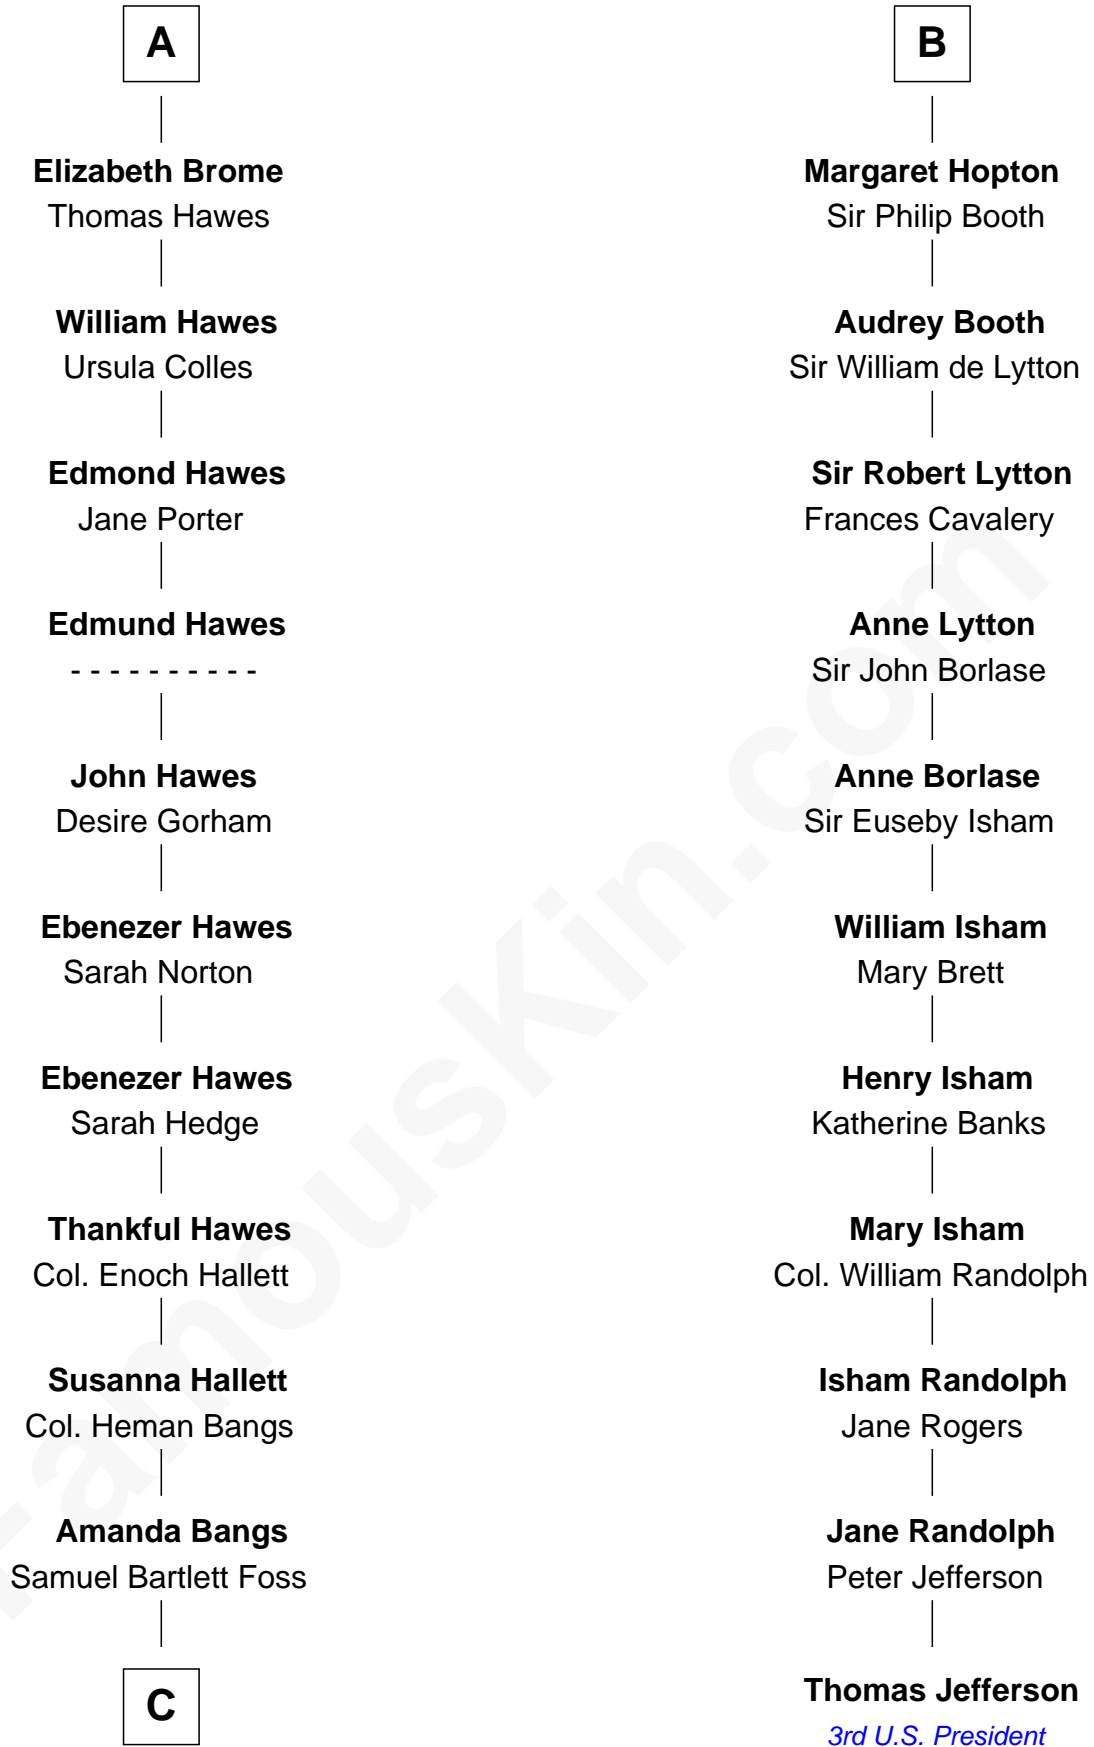 A
Elizabeth Brome
Thomas Hawes
William Hawes
Ursula Colles
Edmond Hawes
Jane Porter
Edmund Hawes
- - - - - - - - - -
John Hawes
Desire Gorham
Ebenezer Hawes
Sarah Norton
Ebenezer Hawes
Sarah Hedge
Thankful Hawes
Col. Enoch Hallett
Susanna Hallett
Col. Heman Bangs
Amanda Bangs
Samuel Bartlett Foss
C
B
Margaret Hopton
Sir Philip Booth
Audrey Booth
Sir William de Lytton
Sir Robert Lytton
Frances Cavalery
Anne Lytton
Sir John Borlase
Anne Borlase
Sir Euseby Isham
William Isham
Mary Brett
Henry Isham
Katherine Banks
Mary Isham
Col. William Randolph
Isham Randolph
Jane Rogers
Jane Randolph
Peter Jefferson
Thomas Jefferson
3rd U.S. President
FamousKin.com